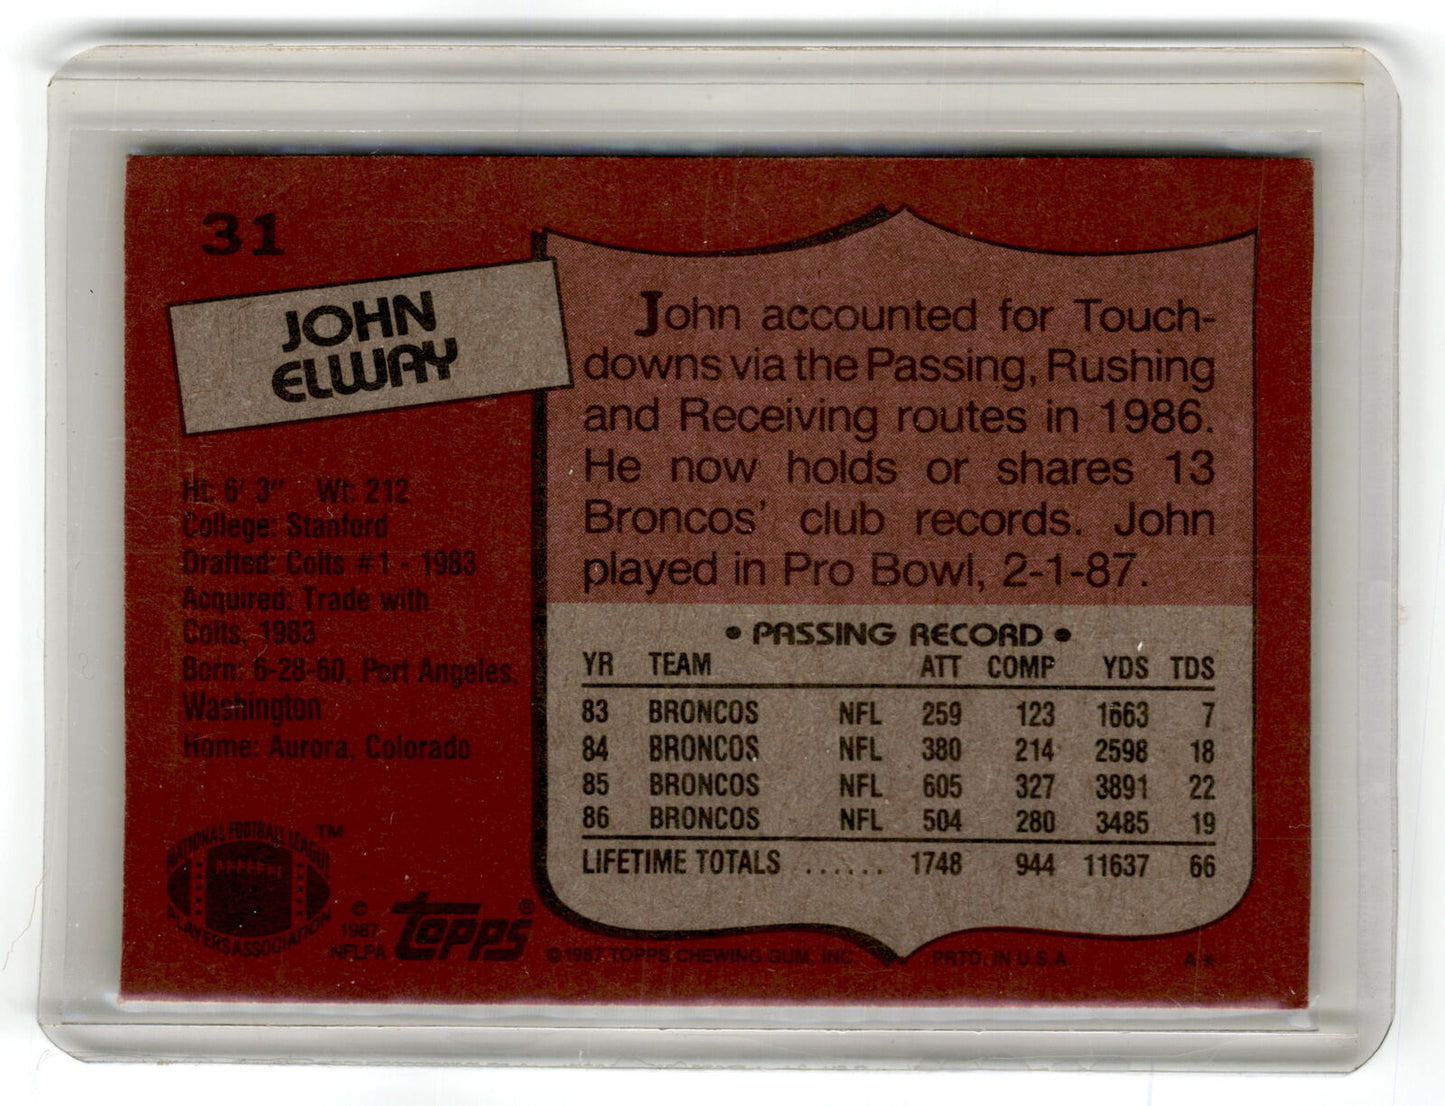 31
JOHN
ELWAY
Ht: 6' 3" Wt: 212
College: Stanford
Drafted: Colts #1 - 1983
Acquired: Trade with
Colts, 1983
Born: 6-28-60, Port Angeles,
Washington
Home: Aurora, Colorado
John accounted for Touch-
downs via the Passing, Rushing
and Receiving routes in 1986.
He now holds or shares 13
Broncos' club records. John
played in Pro Bowl, 2-1-87.
• PASSING RECORD •
YR TEAM ATT COMP YDS TDS
83 BRONCOS NFL 259 123 1663 7
84 BRONCOS NFL 380 214 2598 18
85 BRONCOS NFL 605 327 3891 22
86 BRONCOS NFL 504 280 3485 19
LIFETIME TOTALS ...... 1748 944 11637 66
NATIONAL FOOTBALL LEAGUE ™
PLAYERS ASSOCIATION
©
1987
NFLPA
Topps ®
© 1987 TOPPS CHEWING GUM, INC. PRTD. IN U.S.A. A*